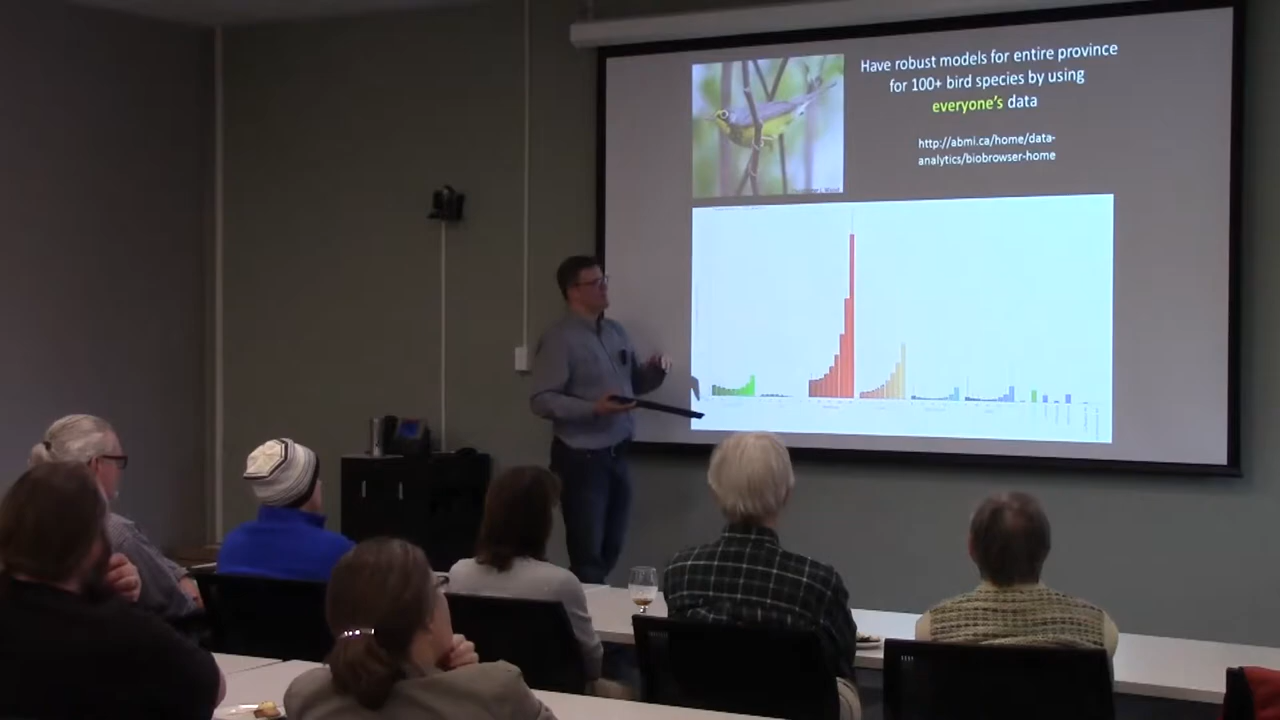 Have robust models for entire province
for 100+ bird species by using
everyone's data
http://abmi.ca/home/data-
analytics/biobrowser-home